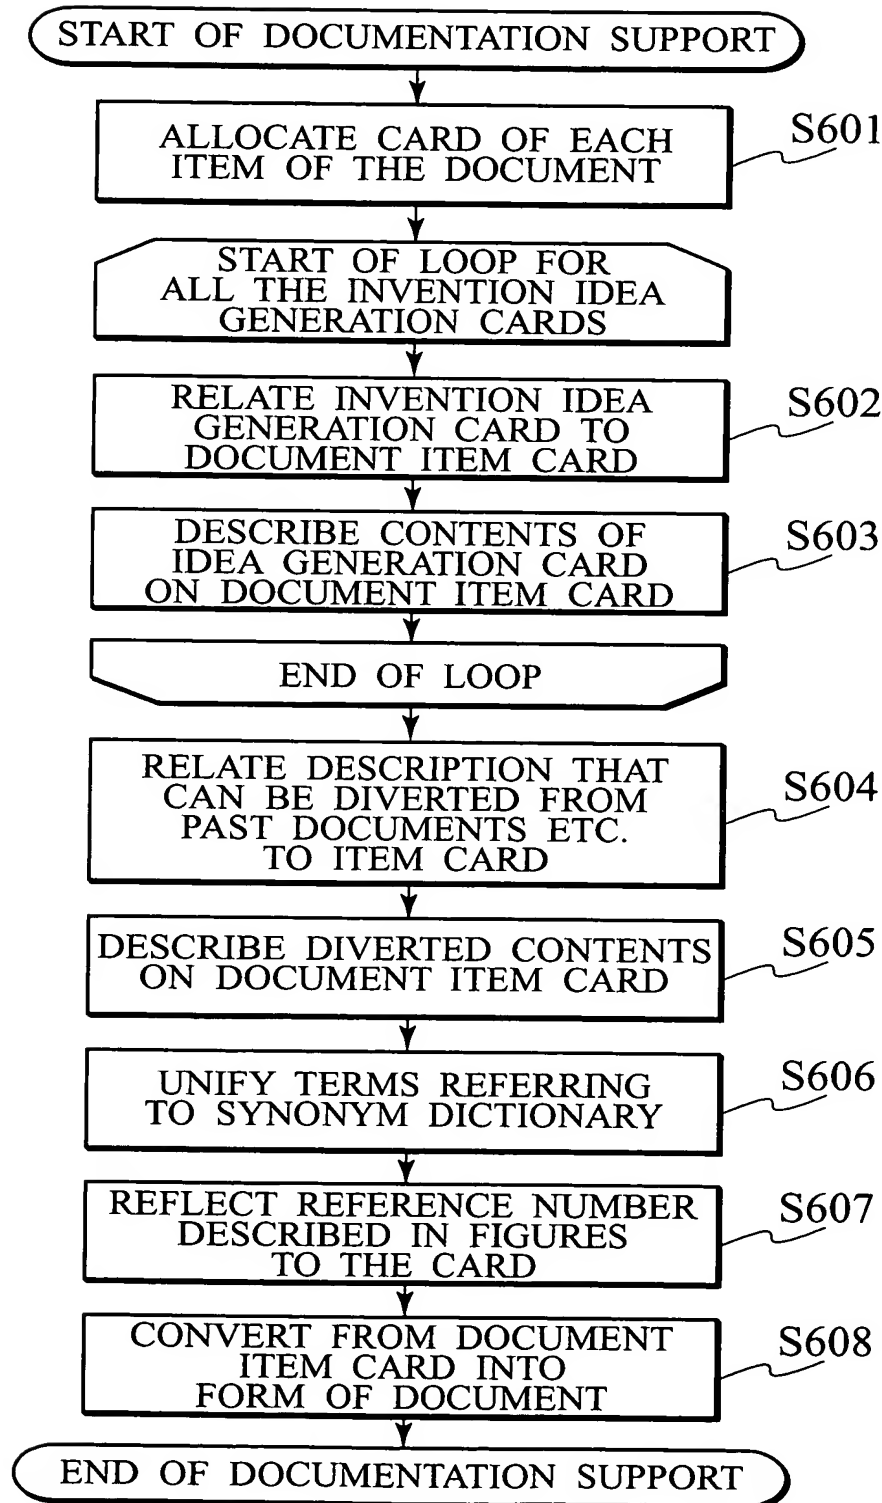 START OF DOCUMENTATION SUPPORT
ALLOCATE CARD OF EACH
ITEM OF THE DOCUMENT
S601
START OF LOOP FOR
ALL THE INVENTION IDEA
GENERATION CARDS
RELATE INVENTION IDEA
GENERATION CARD TO
DOCUMENT ITEM CARD
S602
DESCRIBE CONTENTS OF
IDEA GENERATION CARD
ON DOCUMENT ITEM CARD
S603
END OF LOOP
RELATE DESCRIPTION THAT
CAN BE DIVERTED FROM
PAST DOCUMENTS ETC.
TO ITEM CARD
S604
DESCRIBE DIVERTED CONTENTS
ON DOCUMENT ITEM CARD
S605
UNIFY TERMS REFERRING
TO SYNONYM DICTIONARY
S606
REFLECT REFERENCE NUMBER
DESCRIBED IN FIGURES
TO THE CARD
S607
CONVERT FROM DOCUMENT
ITEM CARD INTO
FORM OF DOCUMENT
S608
END OF DOCUMENTATION SUPPORT